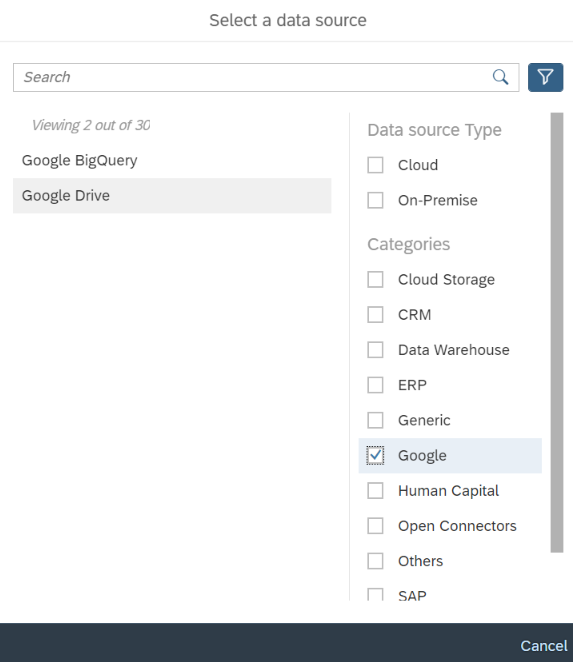 Select a data source
Search
Viewing 2 out of 30
Google BigQuery
Google Drive
Data source Type
Cloud
On-Premise
Categories
Cloud Storage
CRM
Data Warehouse
ERP
Generic
Google
Human Capital
Open Connectors
Others
SAP
Cancel